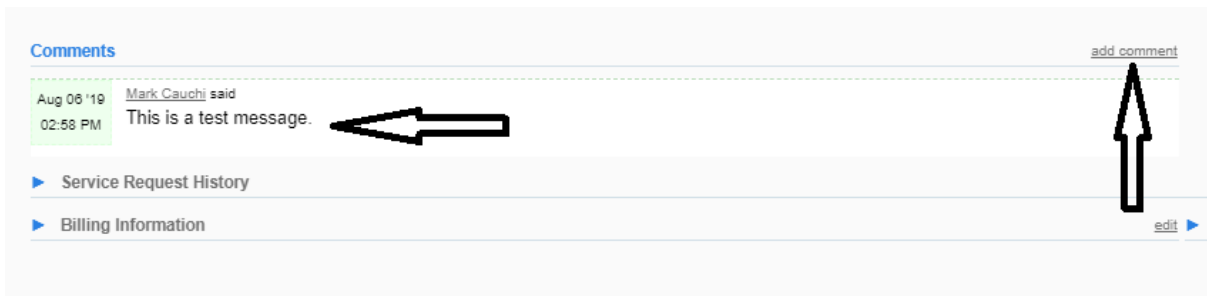 Comments add comment
Aug 06 '19 Mark Cauchi said
02:58 PM This is a test message.
Service Request History
Billing Information edit